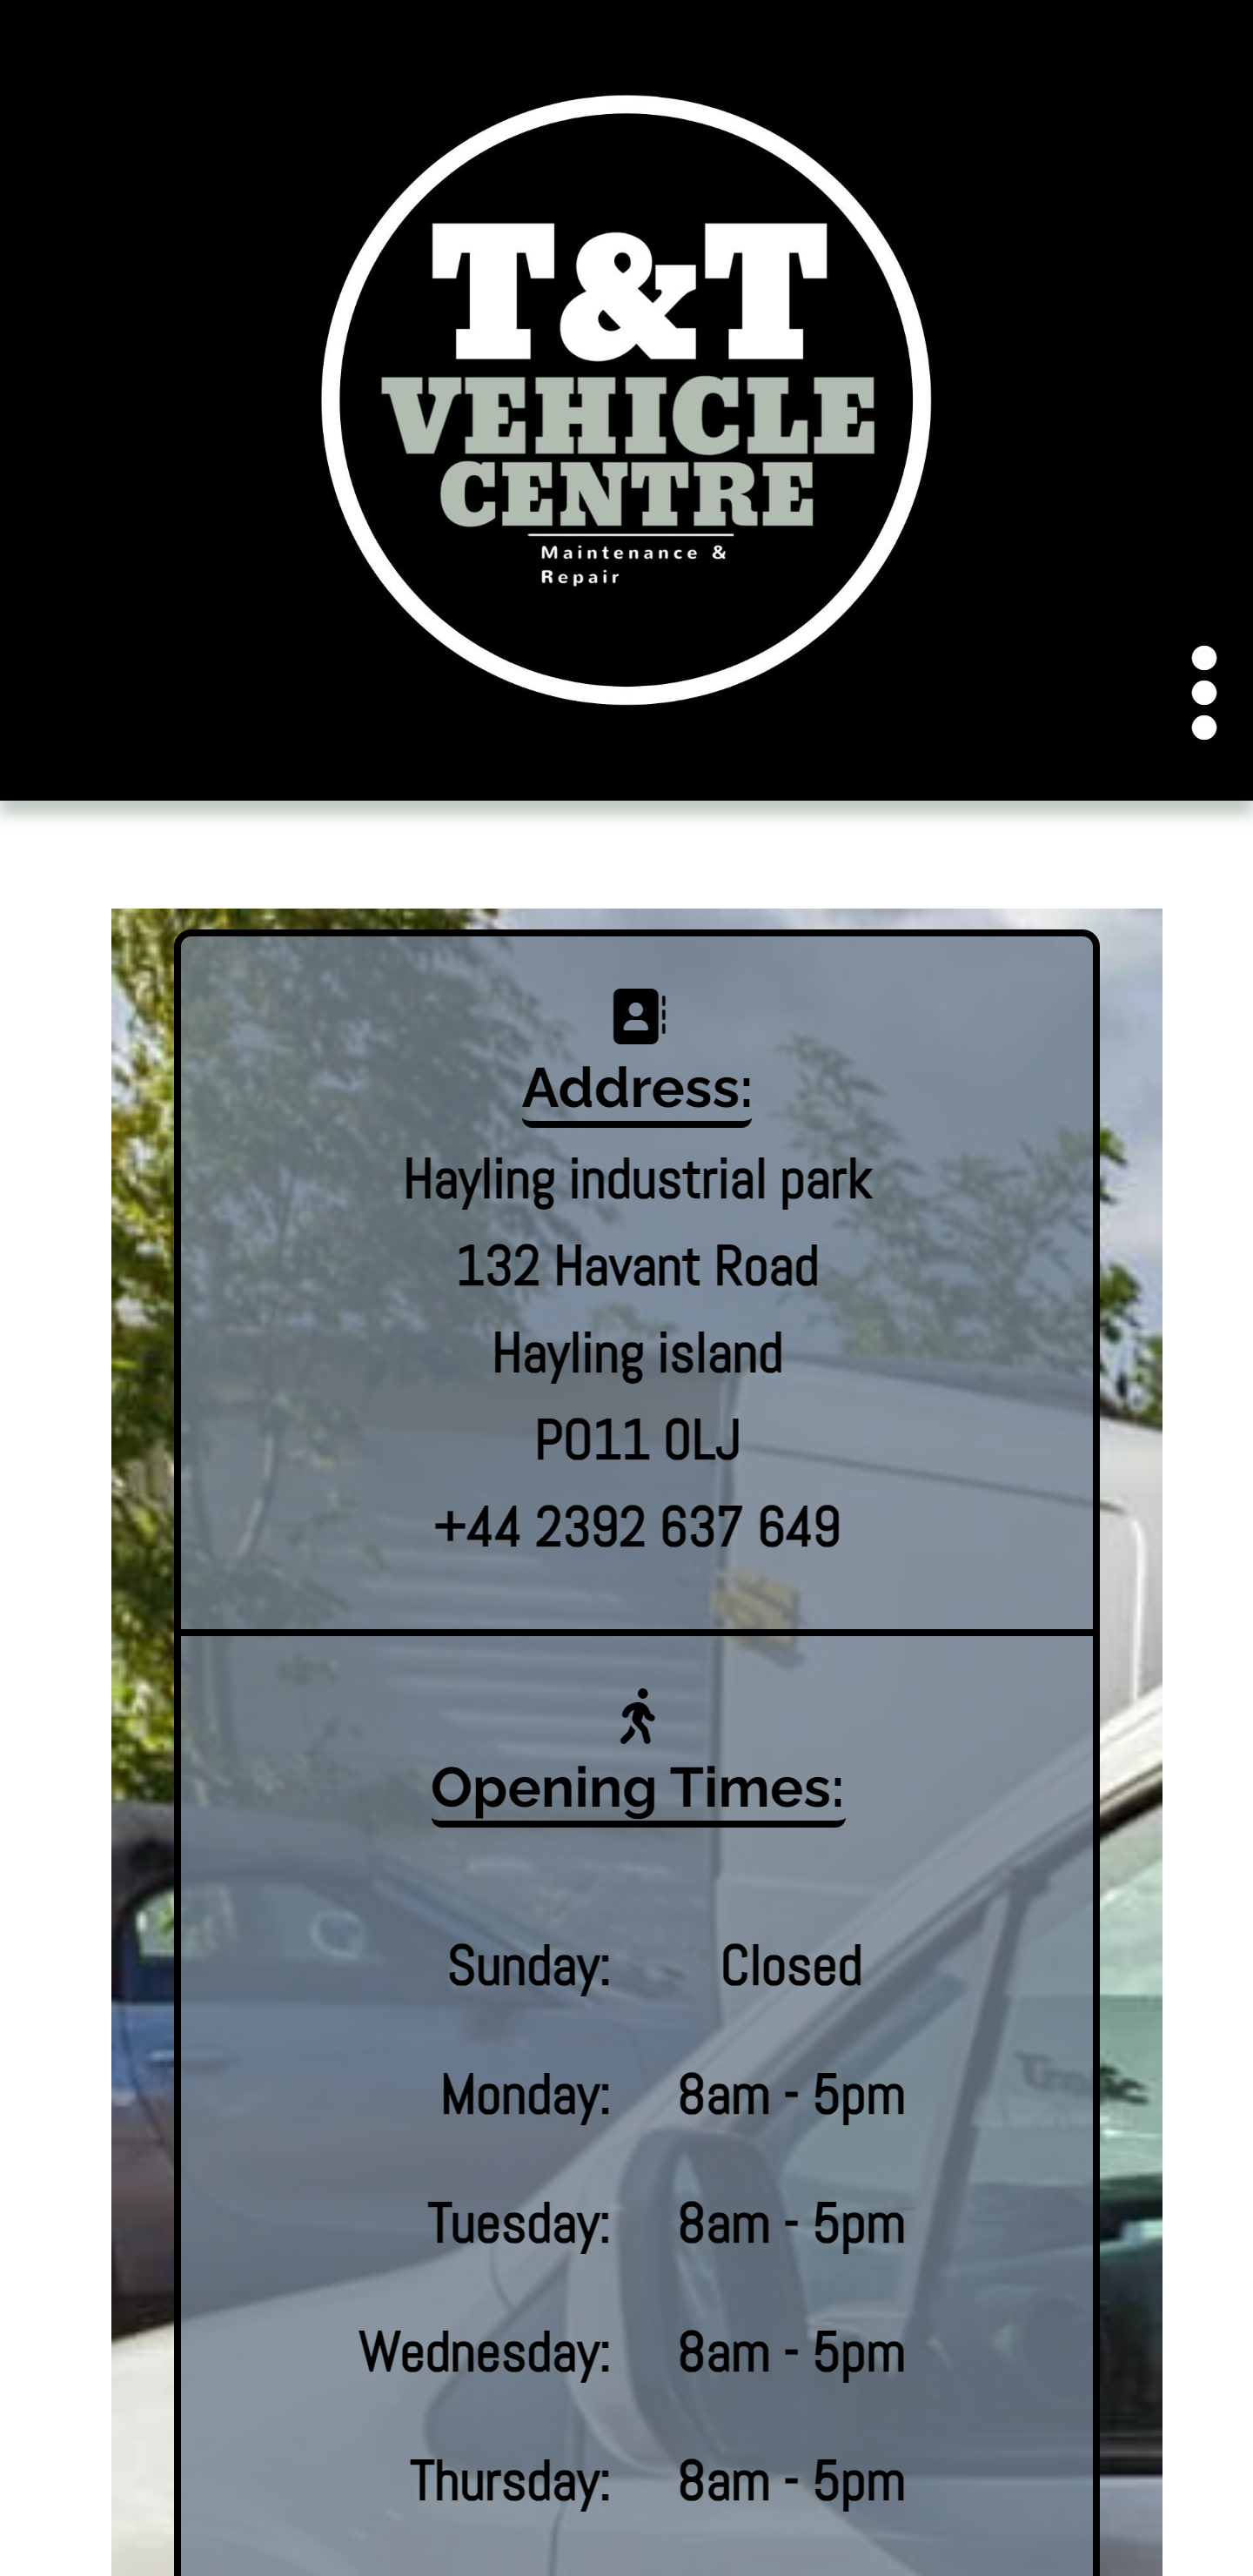 T&T
VEHICLE
CENTRE
Maintenance &
Repair
Address:
Hayling industrial park
132 Havant Road
Hayling island
PO11 0LJ
+44 2392 637 649
Opening Times:
Sunday: Closed
Monday: 8am - 5pm
Tuesday: 8am - 5pm
Wednesday: 8am - 5pm
Thursday: 8am - 5pm